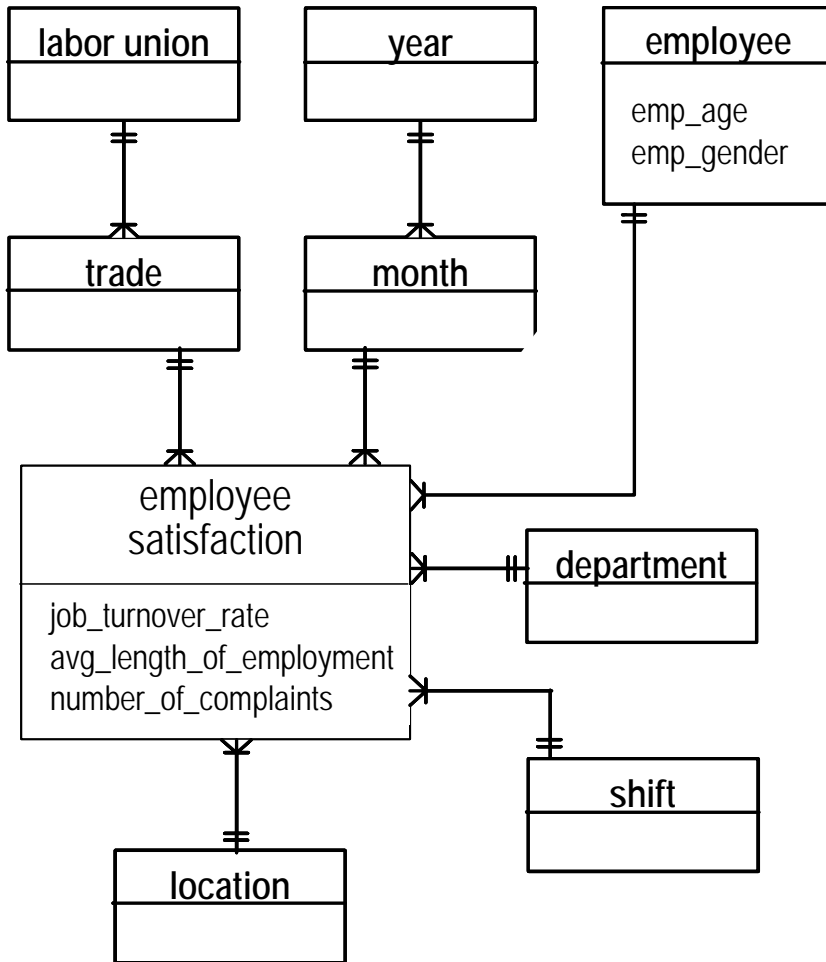 labor union
year
employee
emp_age
emp_gender
trade
month
employee
satisfaction
job_turnover_rate
avg_length_of_employment
number_of_complaints
department
shift
location